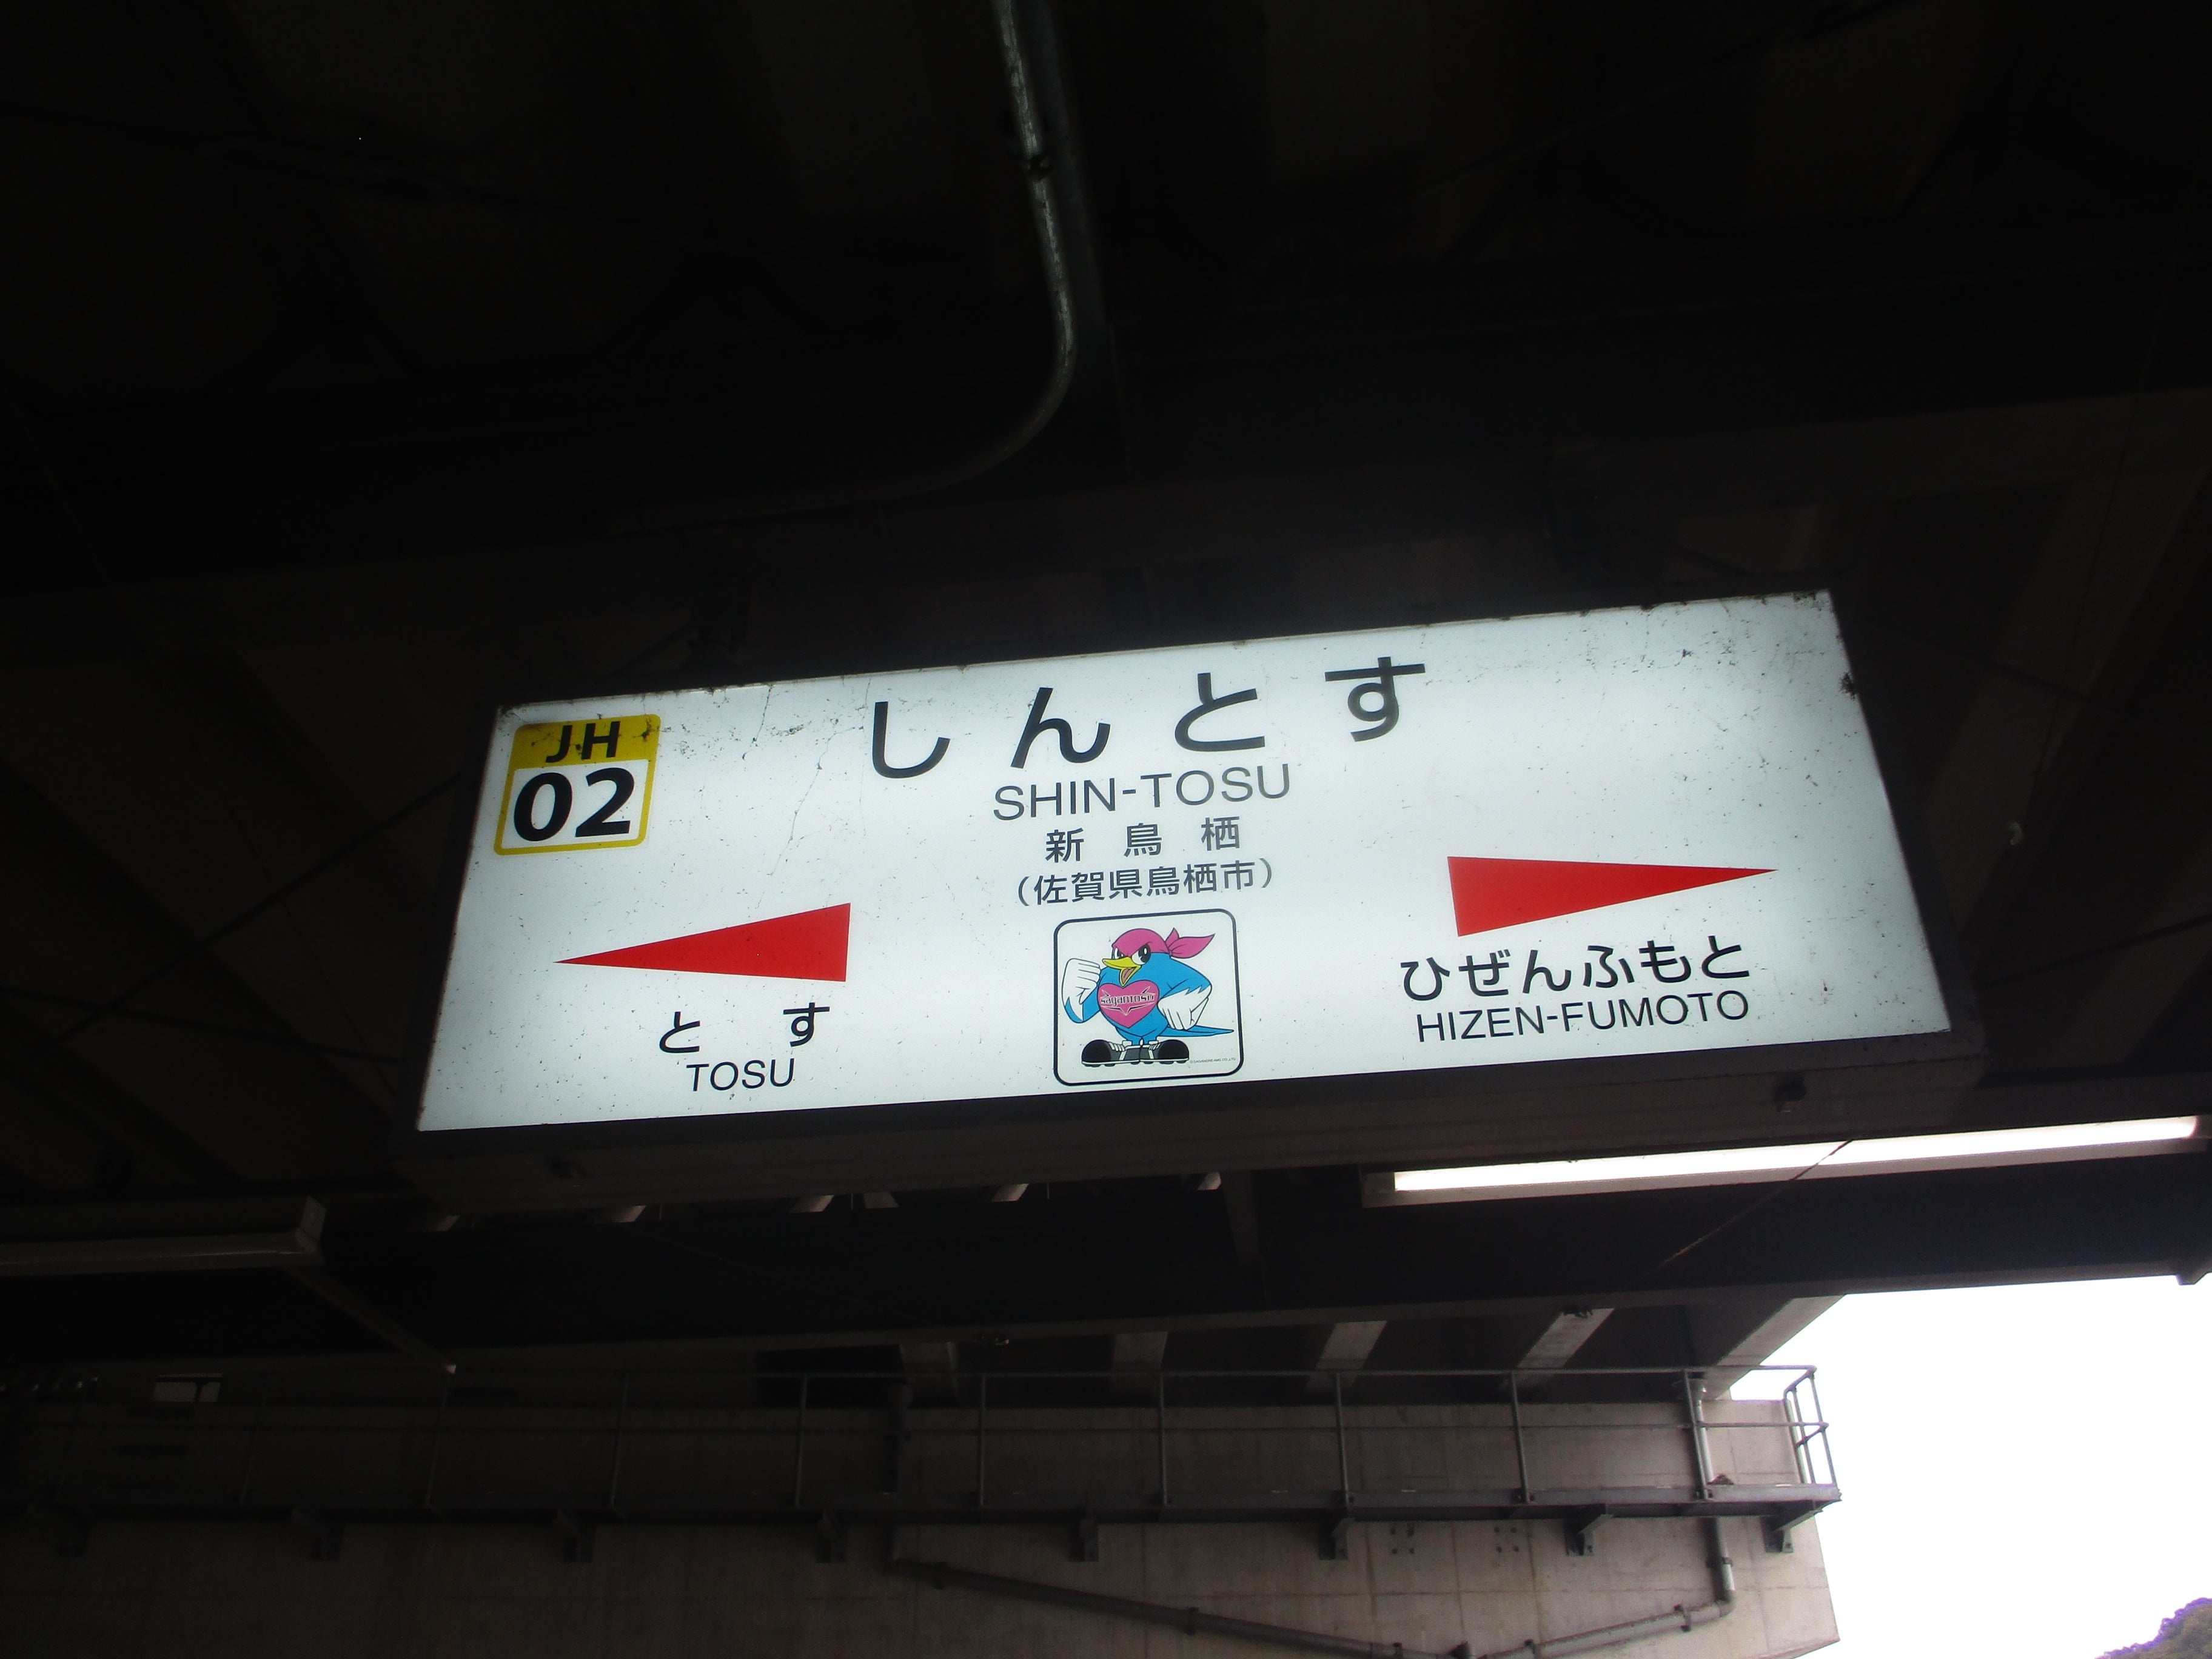 JH
02
しんとす
SHIN-TOSU
新鳥栖
(佐賀県鳥栖市)
とす
TOSU
sagantosu
ひぜんふもと
HIZEN-FUMOTO